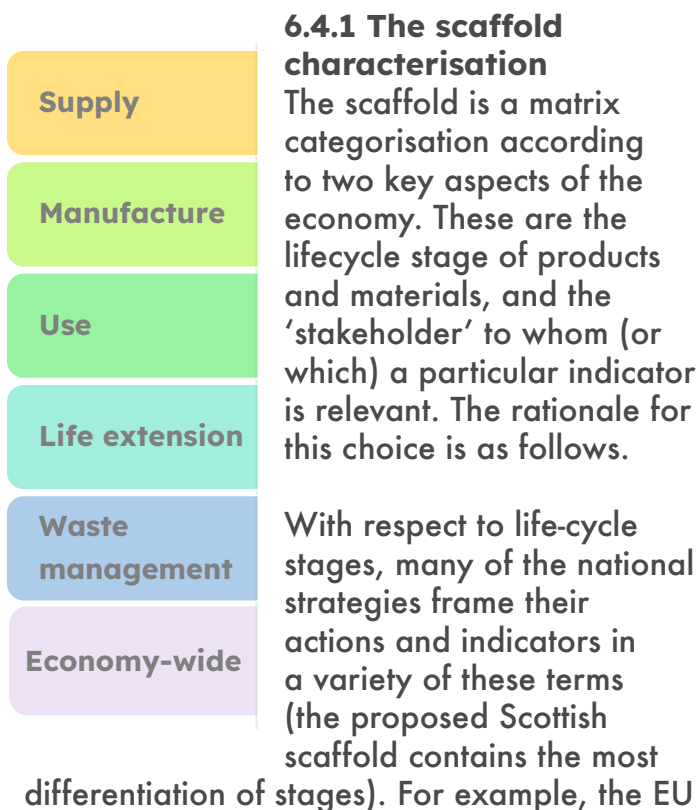 Supply
Manufacture
Use
Life extension
Waste
management
Economy-wide
6.4.1 The scaffold
characterisation
The scaffold is a matrix
categorisation according
to two key aspects of the
economy. These are the
lifecycle stage of products
and materials, and the
‘stakeholder’ to whom (or
which) a particular indicator
is relevant. The rationale for
this choice is as follows.
With respect to life-cycle
stages, many of the national
strategies frame their
actions and indicators in
a variety of these terms
(the proposed Scottish
scaffold contains the most
differentiation of stages). For example, the EU